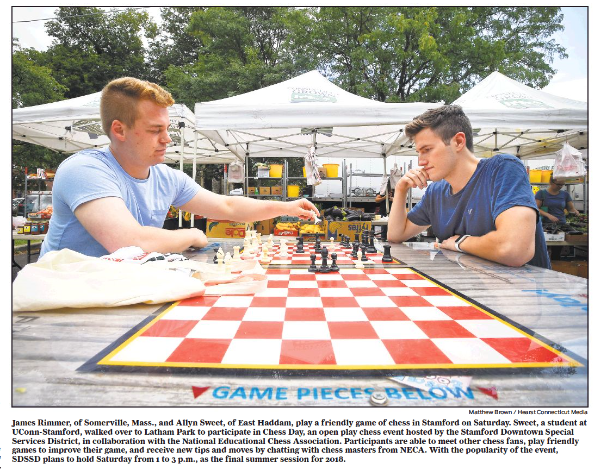 GAME PIECES BELOW
Matthew Brown / Hearst Connecticut Media
James Rimmer, of Somerville, Mass., and Allyn Sweet, of East Haddam, play a friendly game of chess in Stamford on Saturday. Sweet, a student at
UConn-Stamford, walked over to Latham Park to participate in Chess Day, an open play chess event hosted by the Stamford Downtown Special
Services District, in collaboration with the National Educational Chess Association. Participants are able to meet other chess fans, play friendly
games to improve their game, and receive new tips and moves by chatting with chess masters from NECA. With the popularity of the event,
SDSSD plans to hold Saturday from 1 to 3 p.m., as the final summer session for 2018.